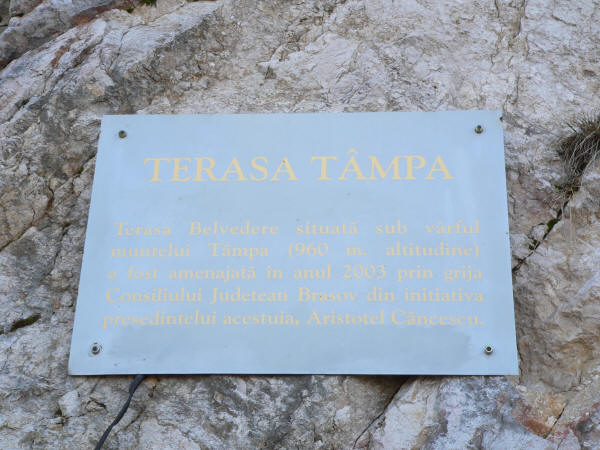 TERASA TÂMPA
Terasa Belvedere situată sub vârful
muntelui Tâmpa (960 m. altitudine)
a fost amenajată în anul 2003 prin grija
Consiliului Judetean Brasov din initiativa
presedintelui acestuia, Aristotel Căncescu.